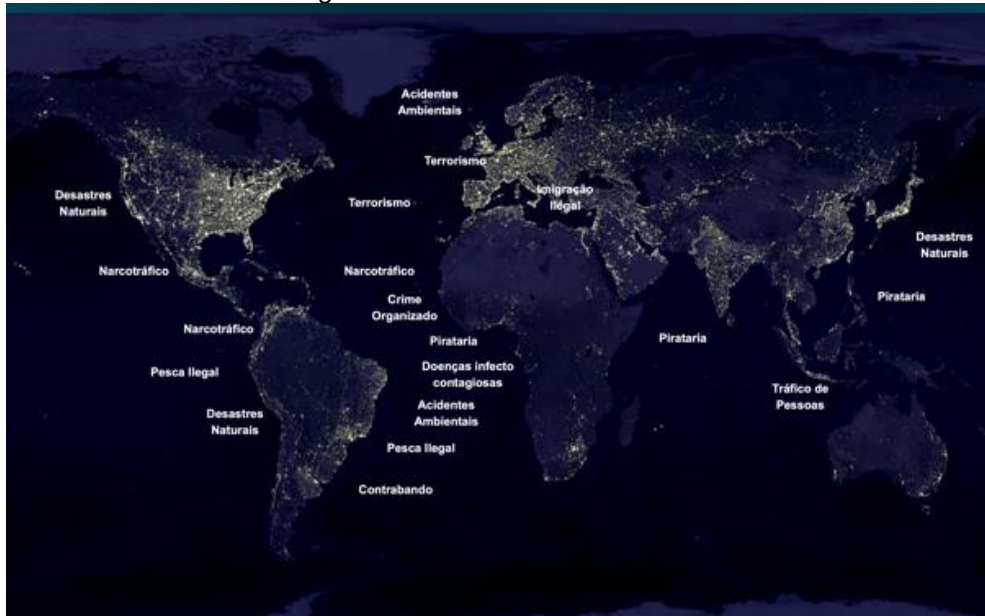 Acidentes
Ambientais
Terrorismo
Imigração
Ilegal
Desastres
Naturais
Terrorismo
Desastres
Naturais
Narcotráfico
Narcotráfico
Pirataria
Crime
Organizado
Narcotráfico
Pirataria
Pirataria
Pesca Ilegal
Doenças infecto
contagiosas
Tráfico de
Pessoas
Desastres
Naturais
Acidentes
Ambientais
Pesca Ilegal
Contrabando